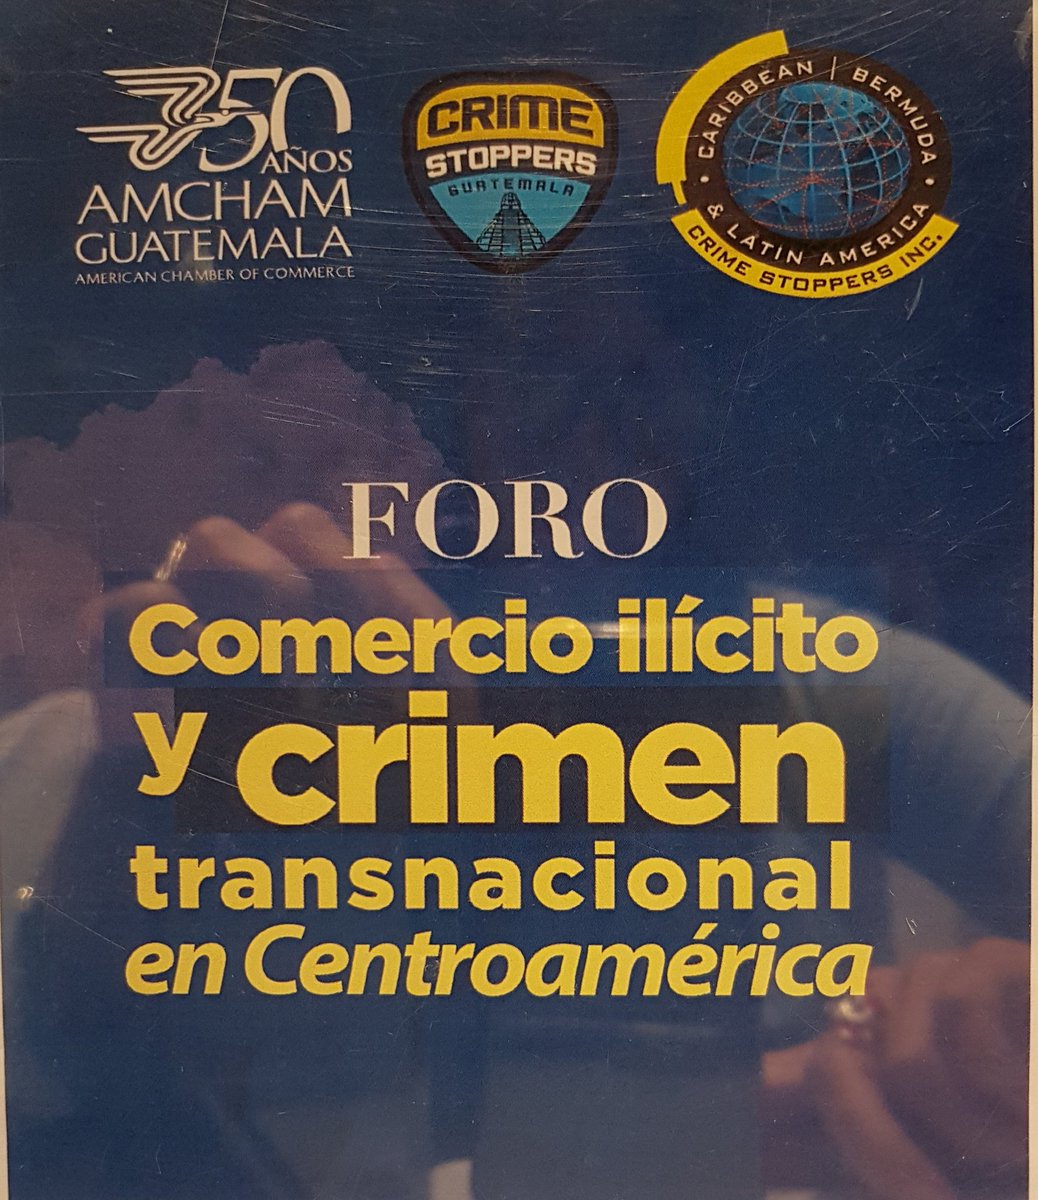 50
AÑOS
AMCHAM
GUATEMALA
AMERICAN CHAMBER OF COMMERCE
CRIME
STOPPERS
GUATEMALA
CARIBBEAN | BERMUDA
& LATIN AMERICA
CRIME STOPPERS INC.
FORO
Comercio ilícito
y crimen
transnacional
en Centroamérica